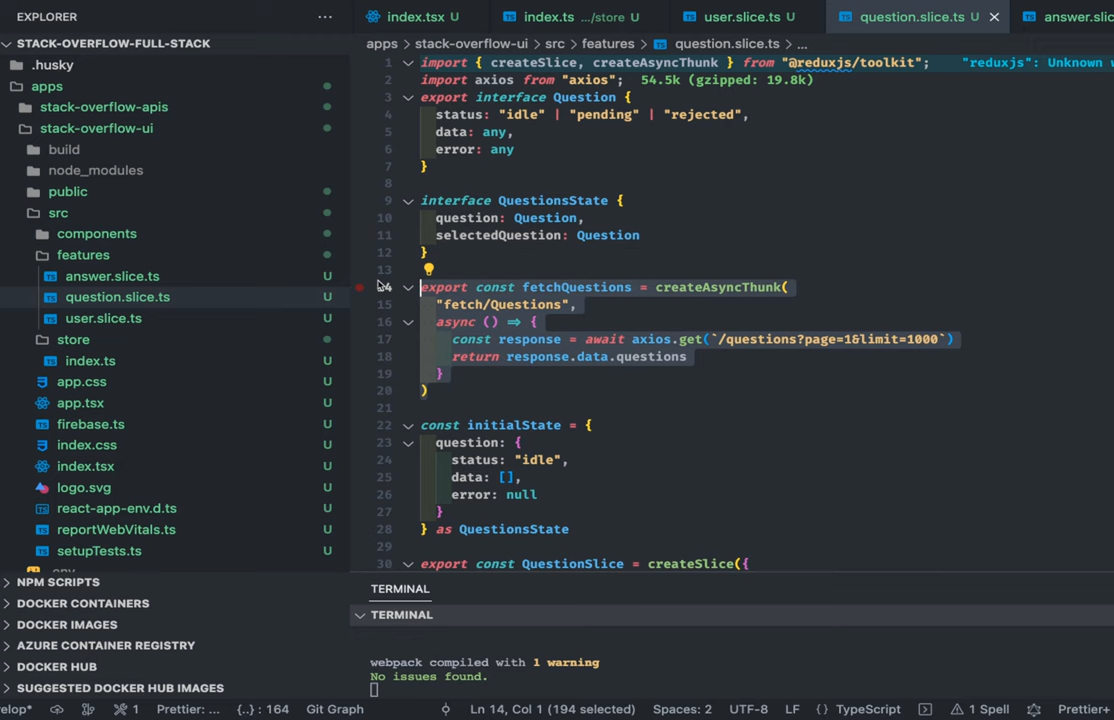 EXPLORER
index.tsx U
index.ts .../store U
user.slice.ts U
question.slice.ts U
answer.slic
STACK-OVERFLOW-FULL-STACK
apps > stack-overflow-ui > src > features > question.slice.ts > ...
.husky
apps
stack-overflow-apis
stack-overflow-ui
build
node_modules
public
src
components
features
answer.slice.ts U
question.slice.ts U
user.slice.ts U
store
index.ts U
app.css U
app.tsx U
firebase.ts U
index.css U
index.tsx U
logo.svg U
react-app-env.d.ts U
reportWebVitals.ts U
setupTests.ts U
NPM SCRIPTS
DOCKER CONTAINERS
DOCKER IMAGES
AZURE CONTAINER REGISTRY
DOCKER HUB
SUGGESTED DOCKER HUB IMAGES
1 import { createSlice, createAsyncThunk } from "@reduxjs/toolkit"; "reduxjs": Unknown w
2 import axios from "axios"; 54.5k (gzipped: 19.8k)
3 export interface Question {
4 status: "idle" | "pending" | "rejected",
5 data: any,
6 error: any
7 }
8
9 interface QuestionsState {
10 question: Question,
11 selectedQuestion: Question
12 }
13
14 export const fetchQuestions = createAsyncThunk(
15 "fetch/Questions",
16 async () => {
17 const response = await axios.get(`/questions?page=1&limit=1000`)
18 return response.data.questions
19 }
20 )
21
22 const initialState = {
23 question: {
24 status: "idle",
25 data: [],
26 error: null
27 }
28 } as QuestionsState
29
30 export const QuestionSlice = createSlice({
TERMINAL
TERMINAL
webpack compiled with 1 warning
No issues found.
velop* 1 Prettier: ... {..} : 164 Git Graph Ln 14, Col 1 (194 selected) Spaces: 2 UTF-8 LF {} TypeScript 1 Spell Prettier+